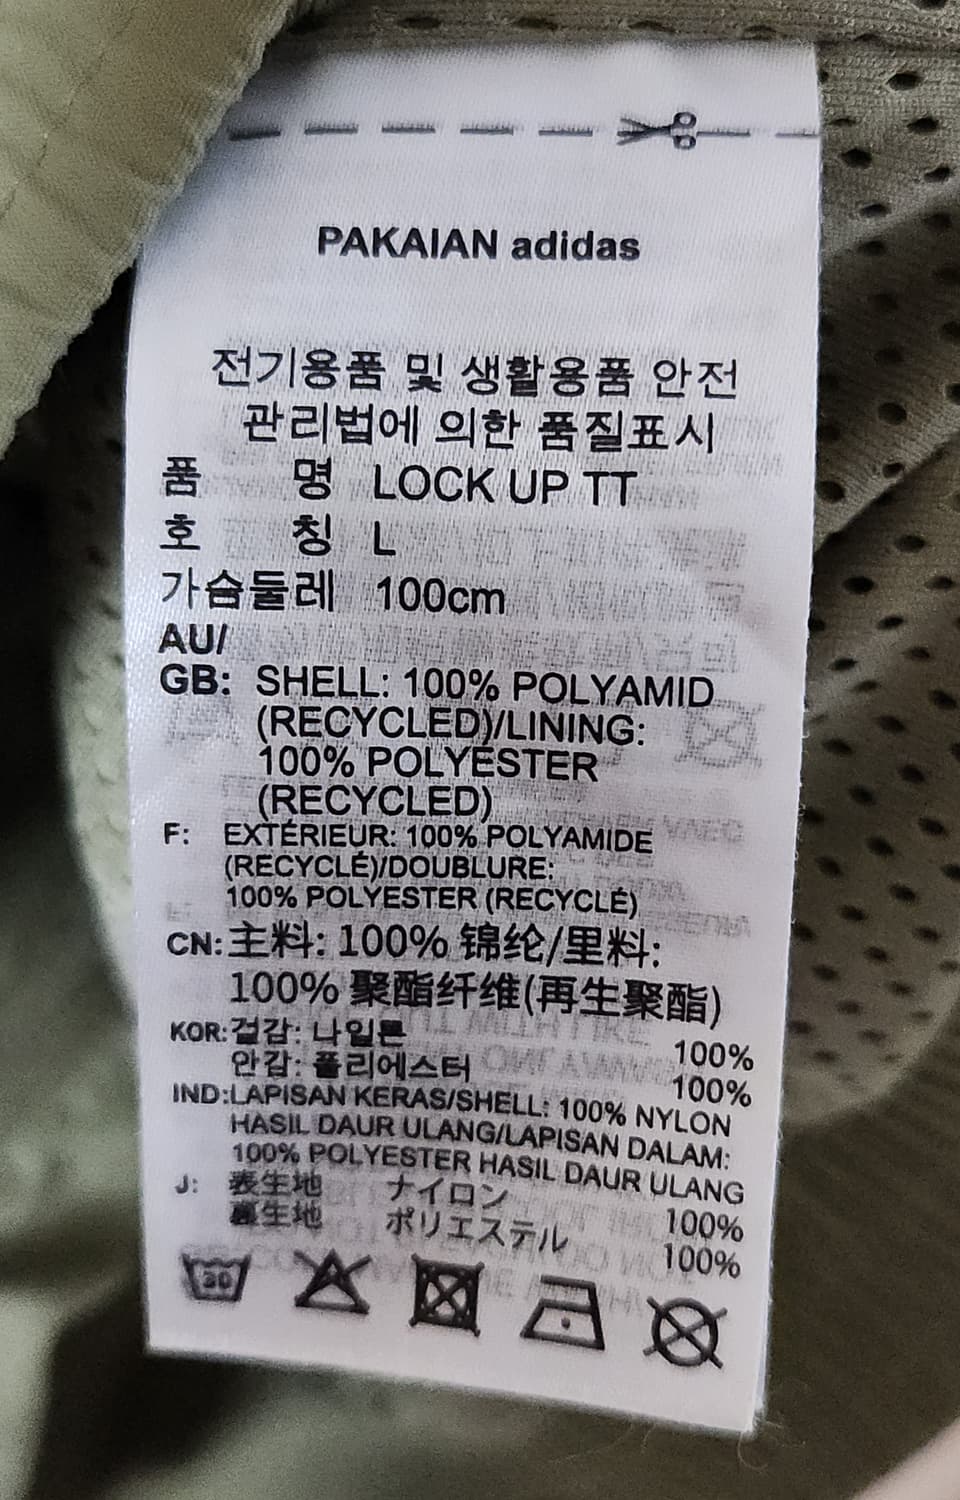 PAKAIAN adidas
전기용품 및 생활용품 안전
관리법에 의한 품질표시
품 명 LOCK UP TT
호 칭 L
가슴둘레 100cm
AU/
GB: SHELL: 100% POLYAMID
(RECYCLED)/LINING:
100% POLYESTER
(RECYCLED)
F: EXTÉRIEUR: 100% POLYAMIDE
(RECYCLÉ)/DOUBLURE:
100% POLYESTER (RECYCLÉ)
CN: 主料: 100% 锦纶/里料:
100% 聚酯纤维(再生聚酯)
KOR: 겉감: 나일론 100%
안감: 폴리에스터 100%
IND: LAPISAN KERAS/SHELL: 100% NYLON
HASIL DAUR ULANG/LAPISAN DALAM:
100% POLYESTER HASIL DAUR ULANG
J: 表生地 ナイロン 100%
裏生地 ポリエステル 100%
30